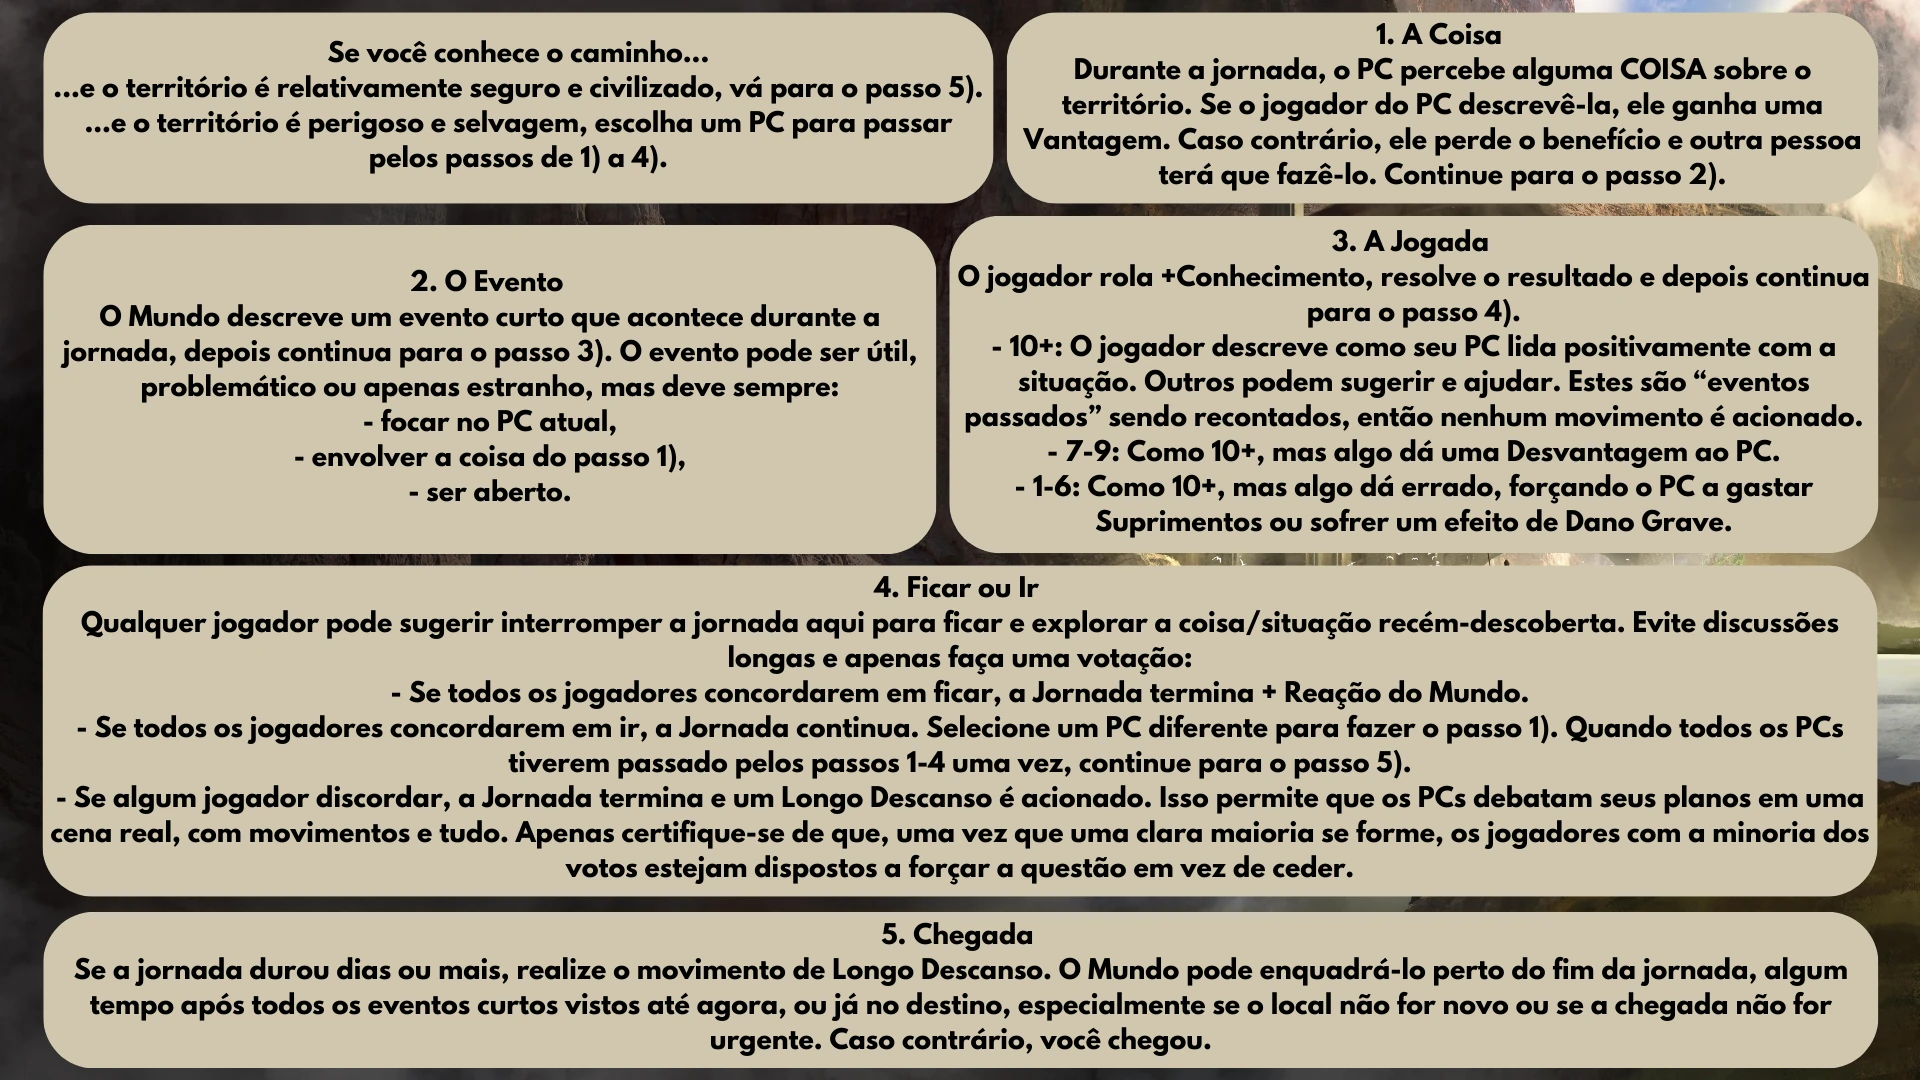 Se você conhece o caminho...
...e o território é relativamente seguro e civilizado, vá para o passo 5).
...e o território é perigoso e selvagem, escolha um PC para passar
pelos passos de 1) a 4).
1. A Coisa
Durante a jornada, o PC percebe alguma COISA sobre o
território. Se o jogador do PC descrevê-la, ele ganha uma
Vantagem. Caso contrário, ele perde o benefício e outra pessoa
terá que fazê-lo. Continue para o passo 2).
2. O Evento
O Mundo descreve um evento curto que acontece durante a
jornada, depois continua para o passo 3). O evento pode ser útil,
problemático ou apenas estranho, mas deve sempre:
- focar no PC atual,
- envolver a coisa do passo 1),
- ser aberto.
3. A Jogada
O jogador rola +Conhecimento, resolve o resultado e depois continua
para o passo 4).
- 10+: O jogador descreve como seu PC lida positivamente com a
situação. Outros podem sugerir e ajudar. Estes são “eventos
passados” sendo recontados, então nenhum movimento é acionado.
- 7-9: Como 10+, mas algo dá uma Desvantagem ao PC.
- 1-6: Como 10+, mas algo dá errado, forçando o PC a gastar
Suprimentos ou sofrer um efeito de Dano Grave.
4. Ficar ou Ir
Qualquer jogador pode sugerir interromper a jornada aqui para ficar e explorar a coisa/situação recém-descoberta. Evite discussões
longas e apenas faça uma votação:
- Se todos os jogadores concordarem em ficar, a Jornada termina + Reação do Mundo.
- Se todos os jogadores concordarem em ir, a Jornada continua. Selecione um PC diferente para fazer o passo 1). Quando todos os PCs
tiverem passado pelos passos 1-4 uma vez, continue para o passo 5).
- Se algum jogador discordar, a Jornada termina e um Longo Descanso é acionado. Isso permite que os PCs debatam seus planos em uma
cena real, com movimentos e tudo. Apenas certifique-se de que, uma vez que uma clara maioria se forme, os jogadores com a minoria dos
votos estejam dispostos a forçar a questão em vez de ceder.
5. Chegada
Se a jornada durou dias ou mais, realize o movimento de Longo Descanso. O Mundo pode enquadrá-lo perto do fim da jornada, algum
tempo após todos os eventos curtos vistos até agora, ou já no destino, especialmente se o local não for novo ou se a chegada não for
urgente. Caso contrário, você chegou.